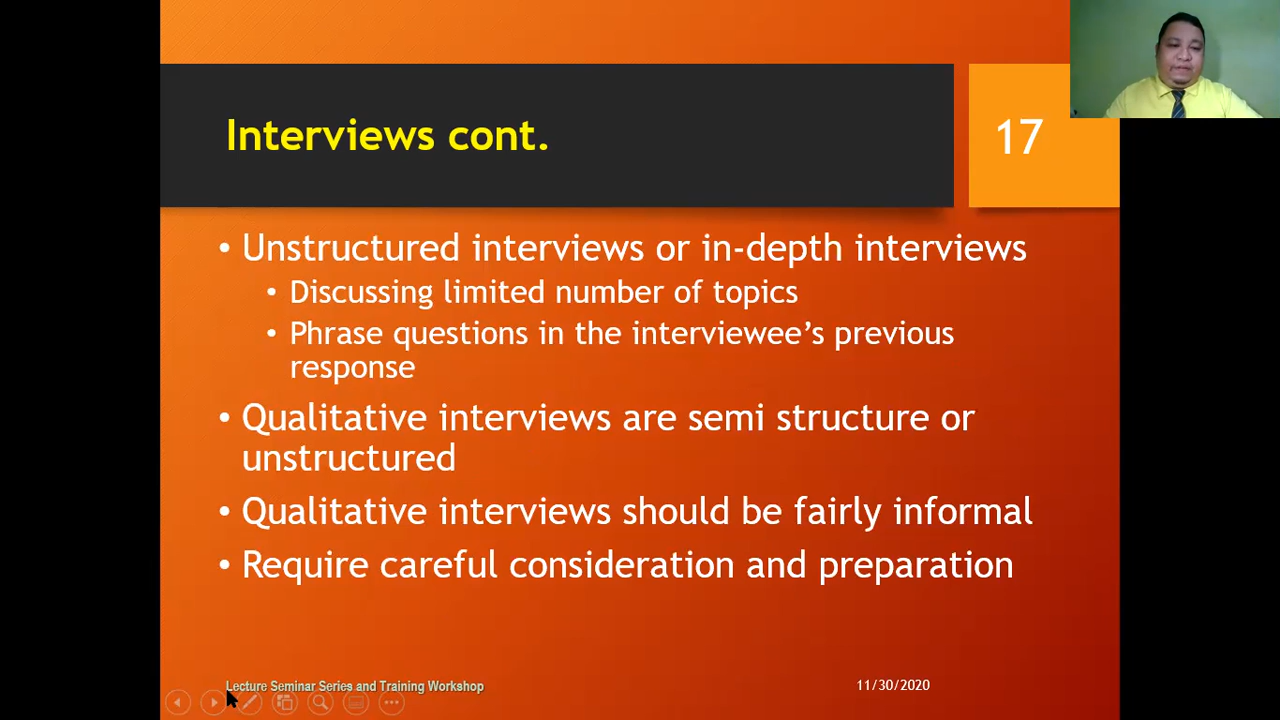 Interviews cont.
17
• Unstructured interviews or in-depth interviews
• Discussing limited number of topics
• Phrase questions in the interviewee’s previous
response
• Qualitative interviews are semi structure or
unstructured
• Qualitative interviews should be fairly informal
• Require careful consideration and preparation
Lecture Seminar Series and Training Workshop
11/30/2020